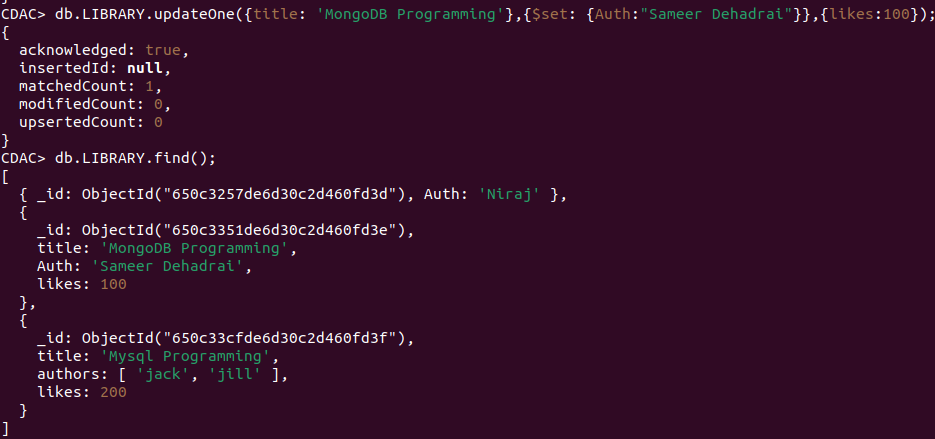 CDAC> db.LIBRARY.updateOne({title: 'MongoDB Programming'},{$set: {Auth:"Sameer Dehadrai"}},{likes:100});
{
  acknowledged: true,
  insertedId: null,
  matchedCount: 1,
  modifiedCount: 0,
  upsertedCount: 0
}
CDAC> db.LIBRARY.find();
[
  { _id: ObjectId("650c3257de6d30c2d460fd3d"), Auth: 'Niraj' },
  {
    _id: ObjectId("650c3351de6d30c2d460fd3e"),
    title: 'MongoDB Programming',
    Auth: 'Sameer Dehadrai',
    likes: 100
  },
  {
    _id: ObjectId("650c33cfde6d30c2d460fd3f"),
    title: 'Mysql Programming',
    authors: [ 'jack', 'jill' ],
    likes: 200
  }
]